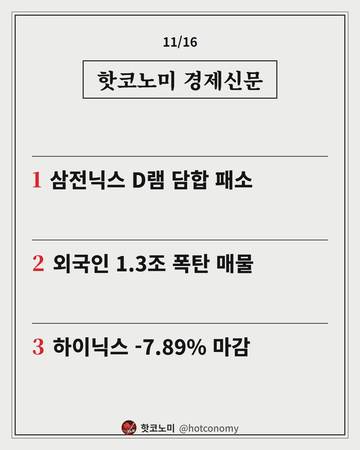 11/16
핫코노미 경제신문
1 삼전닉스 D램 담합 패소
2 외국인 1.3조 폭탄 매물
3 하이닉스 -7.89% 마감
핫코노미 @hotconomy